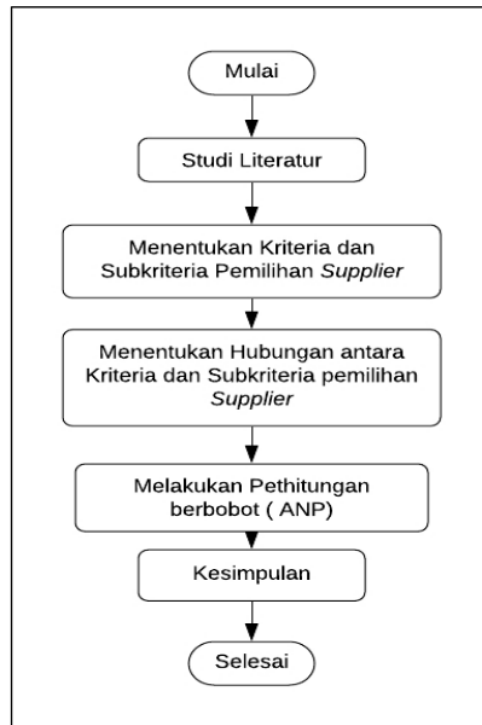 Mulai
Studi Literatur
Menentukan Kriteria dan
Subkriteria Pemilihan Supplier
Menentukan Hubungan antara
Kriteria dan Subkriteria pemilihan
Supplier
Melakukan Pethitungan
berbobot ( ANP)
Kesimpulan
Selesai